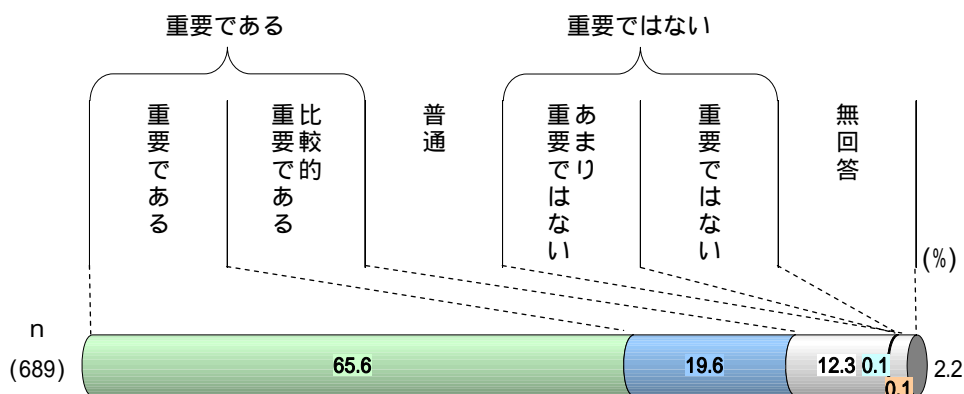 重要である
重要ではない
重要である
比較的
重要である
普通
あまり
重要ではない
重要ではない
無回答
(%)
n
(689)
65.6
19.6
12.3
0.1
0.1
2.2